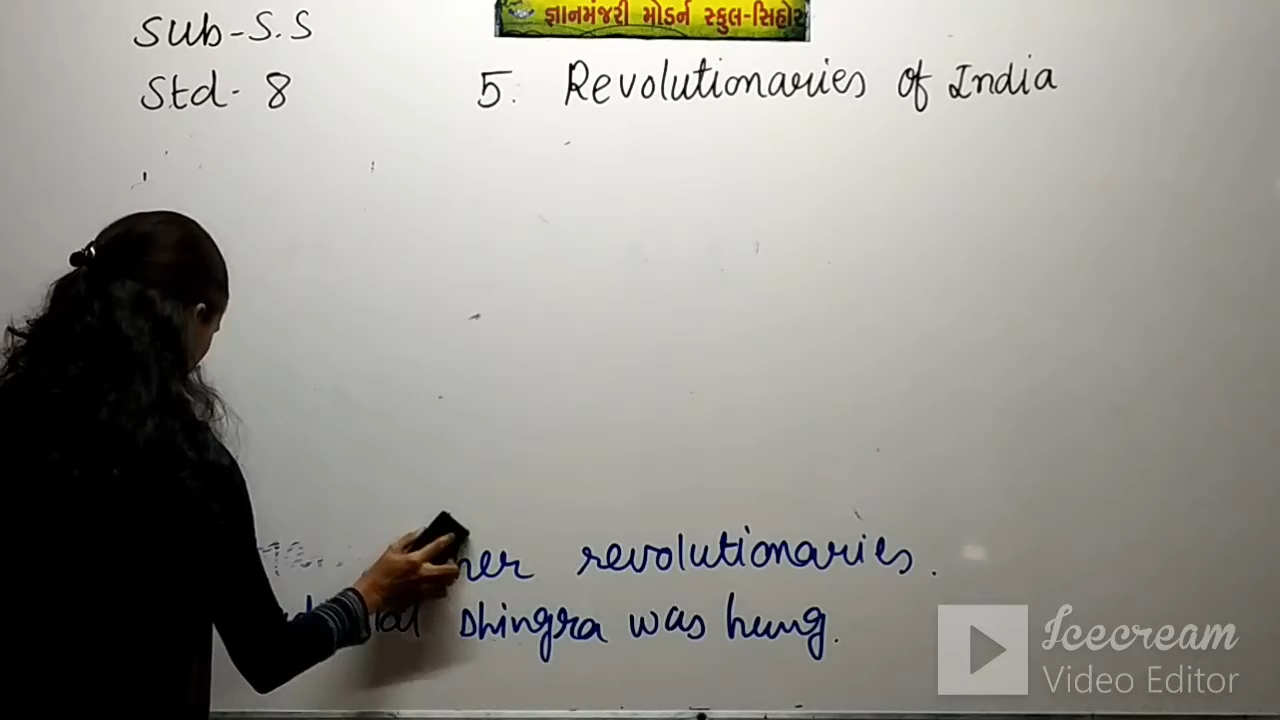 જ્ઞાનમંજરી મોડર્ન સ્કુલ-સિહોર
Sub-S.S
Std- 8
5. Revolutionaries of India
revolutionaries.
Dhingra was hung.
Icecream
Video Editor